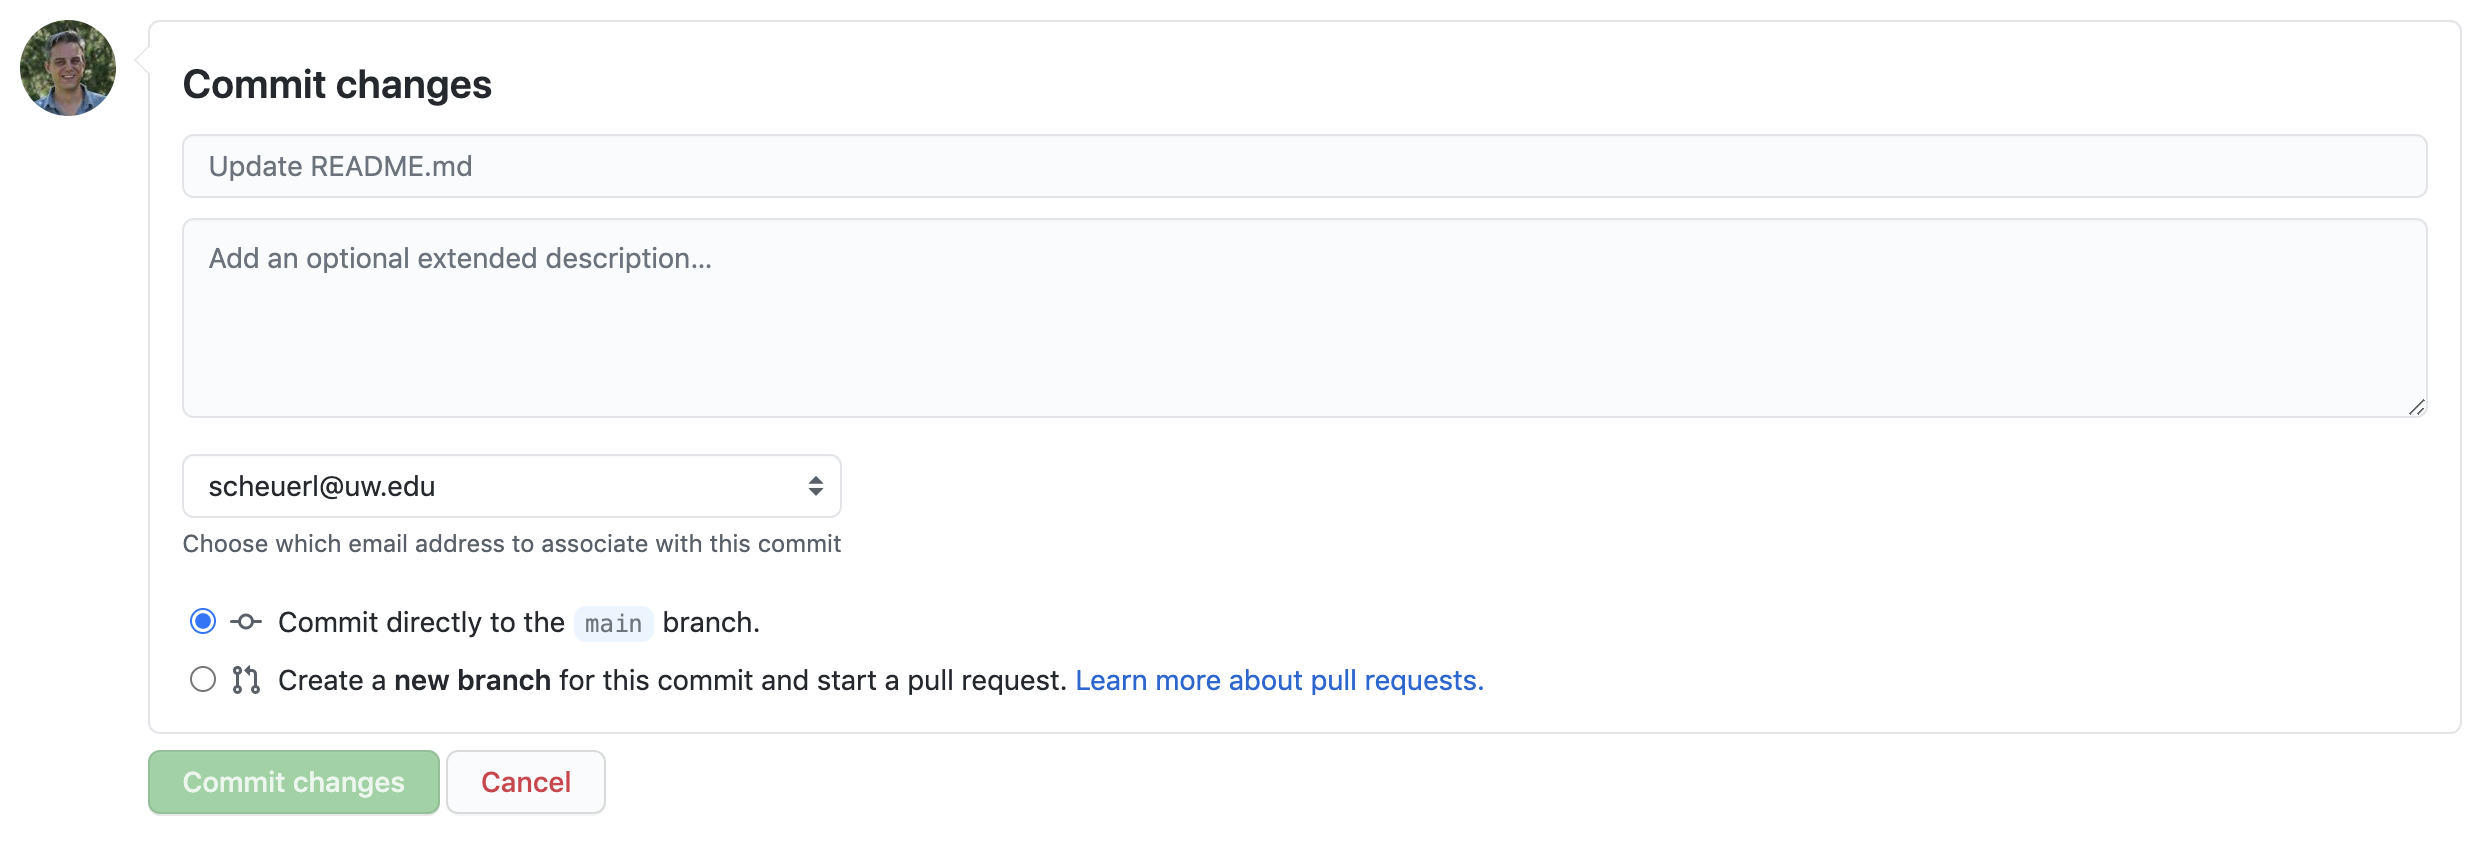 Commit changes
Update README.md
Add an optional extended description...
scheuerl@uw.edu
Choose which email address to associate with this commit
Commit directly to the main branch.
Create a new branch for this commit and start a pull request. Learn more about pull requests.
Commit changes Cancel